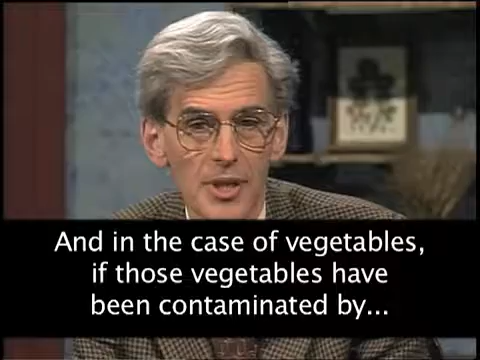 And in the case of vegetables,
if those vegetables have
been contaminated by...